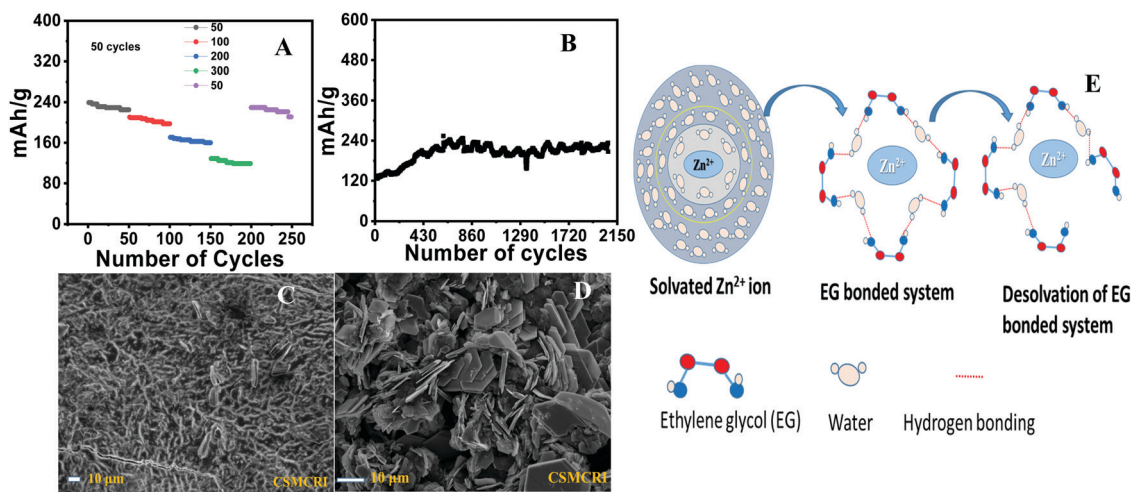 400
320
240
160
80
0
mAh/g
50 cycles
50
100
200
300
50
A
0 50 100 150 200 250
Number of Cycles
600
480
360
240
120
0
mAh/g
B
0 430 860 1290 1720 2150
Number of cycles
C
10 μm
CSMCRI
D
10 μm
CSMCRI
E
Zn²⁺
Zn²⁺
Zn²⁺
Solvated Zn²⁺ ion
EG bonded system
Desolvation of EG
bonded system
Ethylene glycol (EG)
Water
Hydrogen bonding